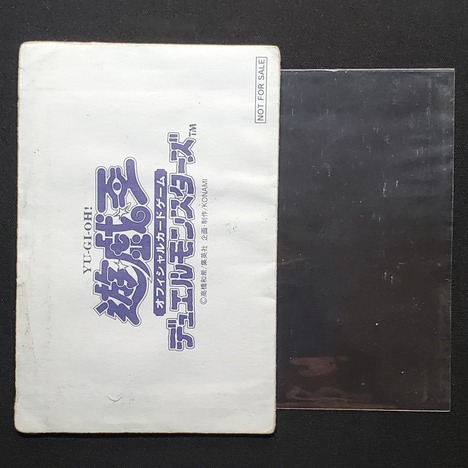 YU-GI-OH!
遊戯王
オフィシャルカードゲーム
デュエルモンスターズ™
©高橋和希/集英社 企画・制作/KONAMI
NOT FOR SALE